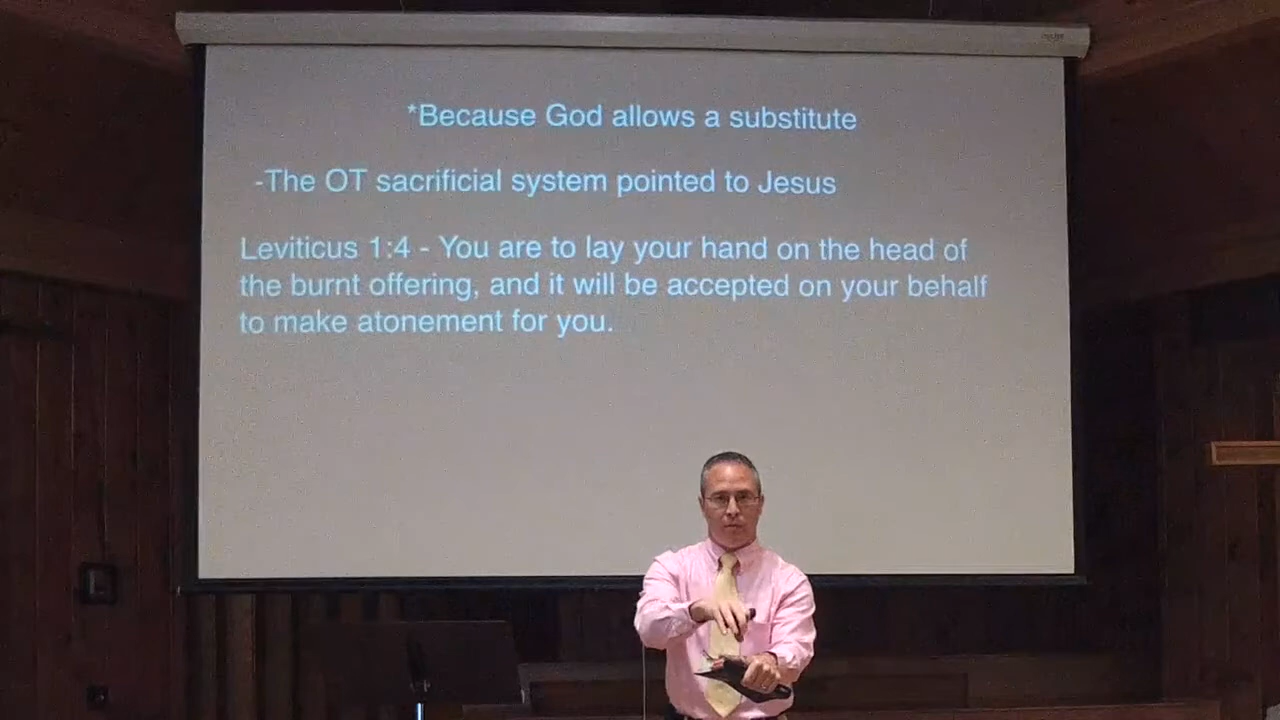 *Because God allows a substitute
-The OT sacrificial system pointed to Jesus
Leviticus 1:4 - You are to lay your hand on the head of
the burnt offering, and it will be accepted on your behalf
to make atonement for you.